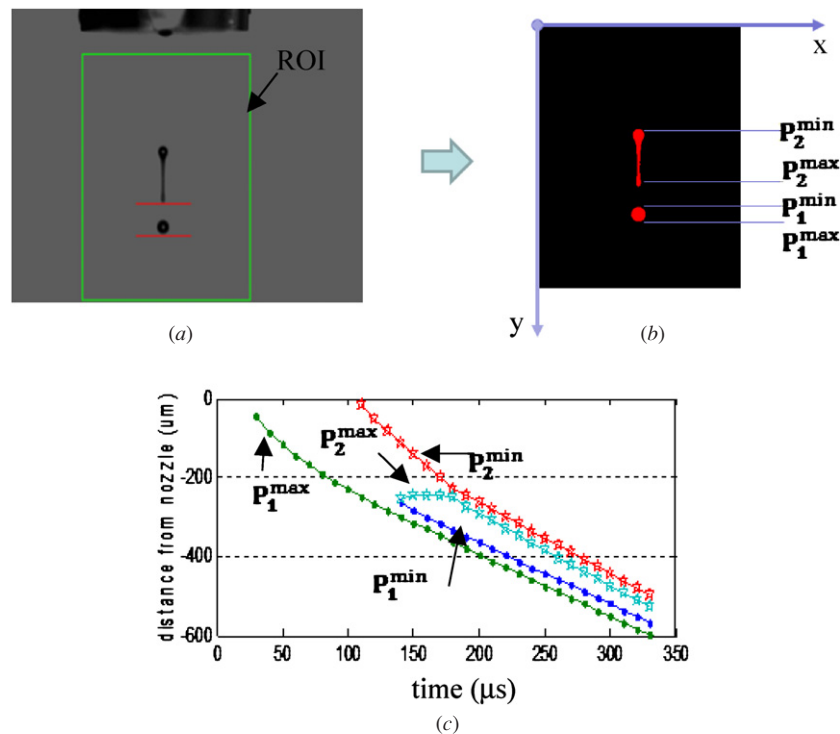 ROI
x
P₂ᵐⁱⁿ
P₂ᵐᵃˣ
P₁ᵐⁱⁿ
P₁ᵐᵃˣ
y
(a)
(b)
distance from nozzle (um)
0
-200
-400
-600
P₁ᵐᵃˣ
P₂ᵐᵃˣ
P₂ᵐⁱⁿ
P₁ᵐⁱⁿ
0 50 100 150 200 250 300 350
time (μs)
(c)